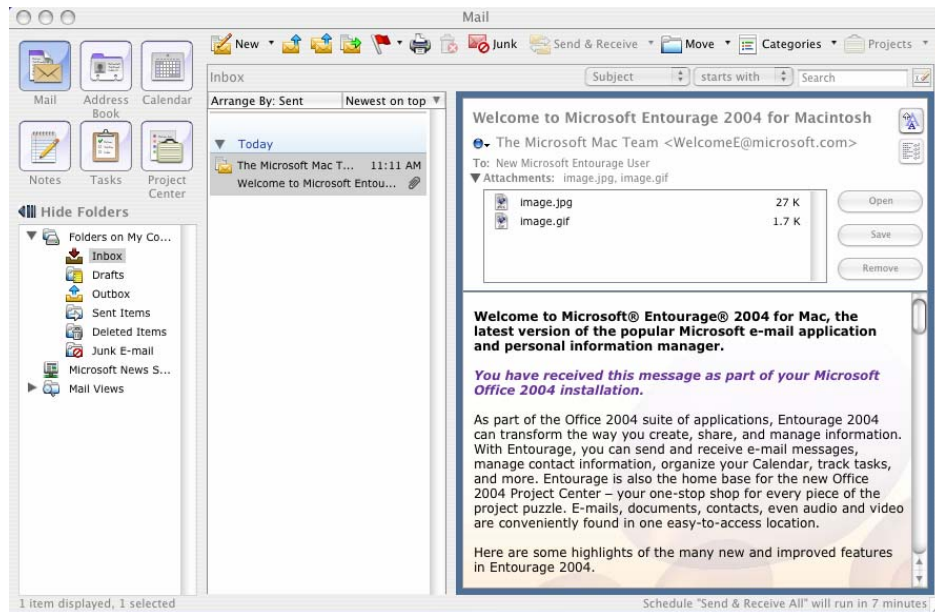 Mail
New
Junk
Send & Receive
Move
Categories
Projects
Mail
Address Book
Calendar
Notes
Tasks
Project Center
Hide Folders
Folders on My Co...
Inbox
Drafts
Outbox
Sent Items
Deleted Items
Junk E-mail
Microsoft News S...
Mail Views
Inbox
Subject
starts with
Search
Arrange By: Sent
Newest on top
Today
The Microsoft Mac T... 11:11 AM
Welcome to Microsoft Entou...
Welcome to Microsoft Entourage 2004 for Macintosh
The Microsoft Mac Team <WelcomeE@microsoft.com>
To: New Microsoft Entourage User
Attachments: image.jpg, image.gif
image.jpg 27 K
image.gif 1.7 K
Open
Save
Remove
Welcome to Microsoft® Entourage® 2004 for Mac, the
latest version of the popular Microsoft e-mail application
and personal information manager.
You have received this message as part of your Microsoft
Office 2004 installation.
As part of the Office 2004 suite of applications, Entourage 2004
can transform the way you create, share, and manage information.
With Entourage, you can send and receive e-mail messages,
manage contact information, organize your Calendar, track tasks,
and more. Entourage is also the home base for the new Office
2004 Project Center – your one-stop shop for every piece of the
project puzzle. E-mails, documents, contacts, even audio and video
are conveniently found in one easy-to-access location.
Here are some highlights of the many new and improved features
in Entourage 2004.
1 item displayed, 1 selected
Schedule "Send & Receive All" will run in 7 minutes